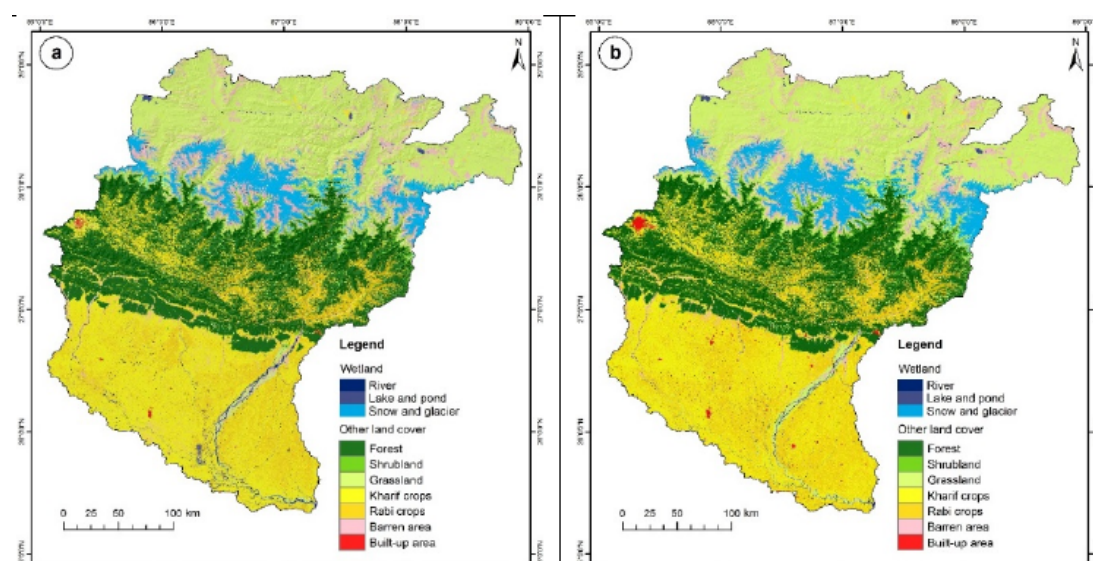 a
N
Legend
Wetland
River
Lake and pond
Snow and glacier
Other land cover
Forest
Shrubland
Grassland
Kharif crops
Rabi crops
Barren area
Built-up area
0 25 50 100 km
b
N
Legend
Wetland
River
Lake and pond
Snow and glacier
Other land cover
Forest
Shrubland
Grassland
Kharif crops
Rabi crops
Barren area
Built-up area
0 25 50 100 km